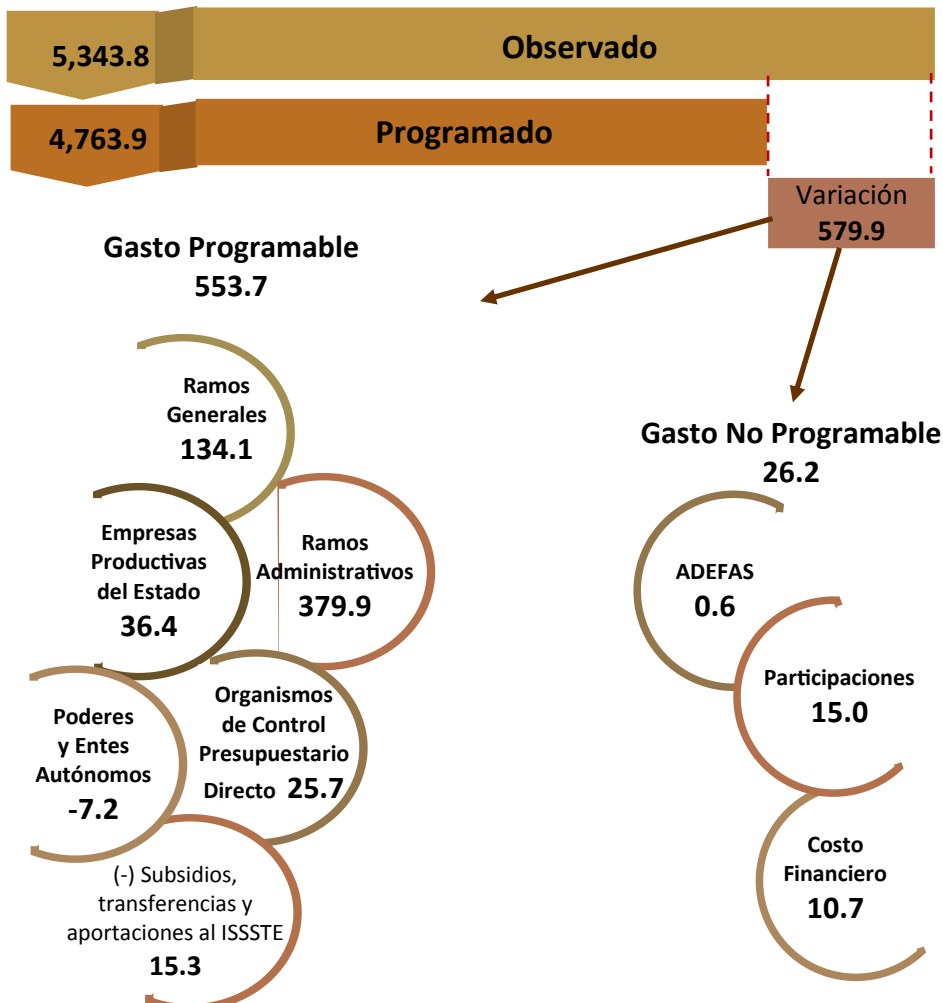 5,343.8
Observado
4,763.9
Programado
Variación
579.9
Gasto Programable
553.7
Ramos
Generales
134.1
Empresas
Productivas
del Estado
36.4
Ramos
Administrativos
379.9
Poderes
y Entes
Autónomos
-7.2
Organismos
de Control
Presupuestario
Directo 25.7
(-) Subsidios,
transferencias y
aportaciones al ISSSTE
15.3
Gasto No Programable
26.2
ADEFAS
0.6
Participaciones
15.0
Costo
Financiero
10.7